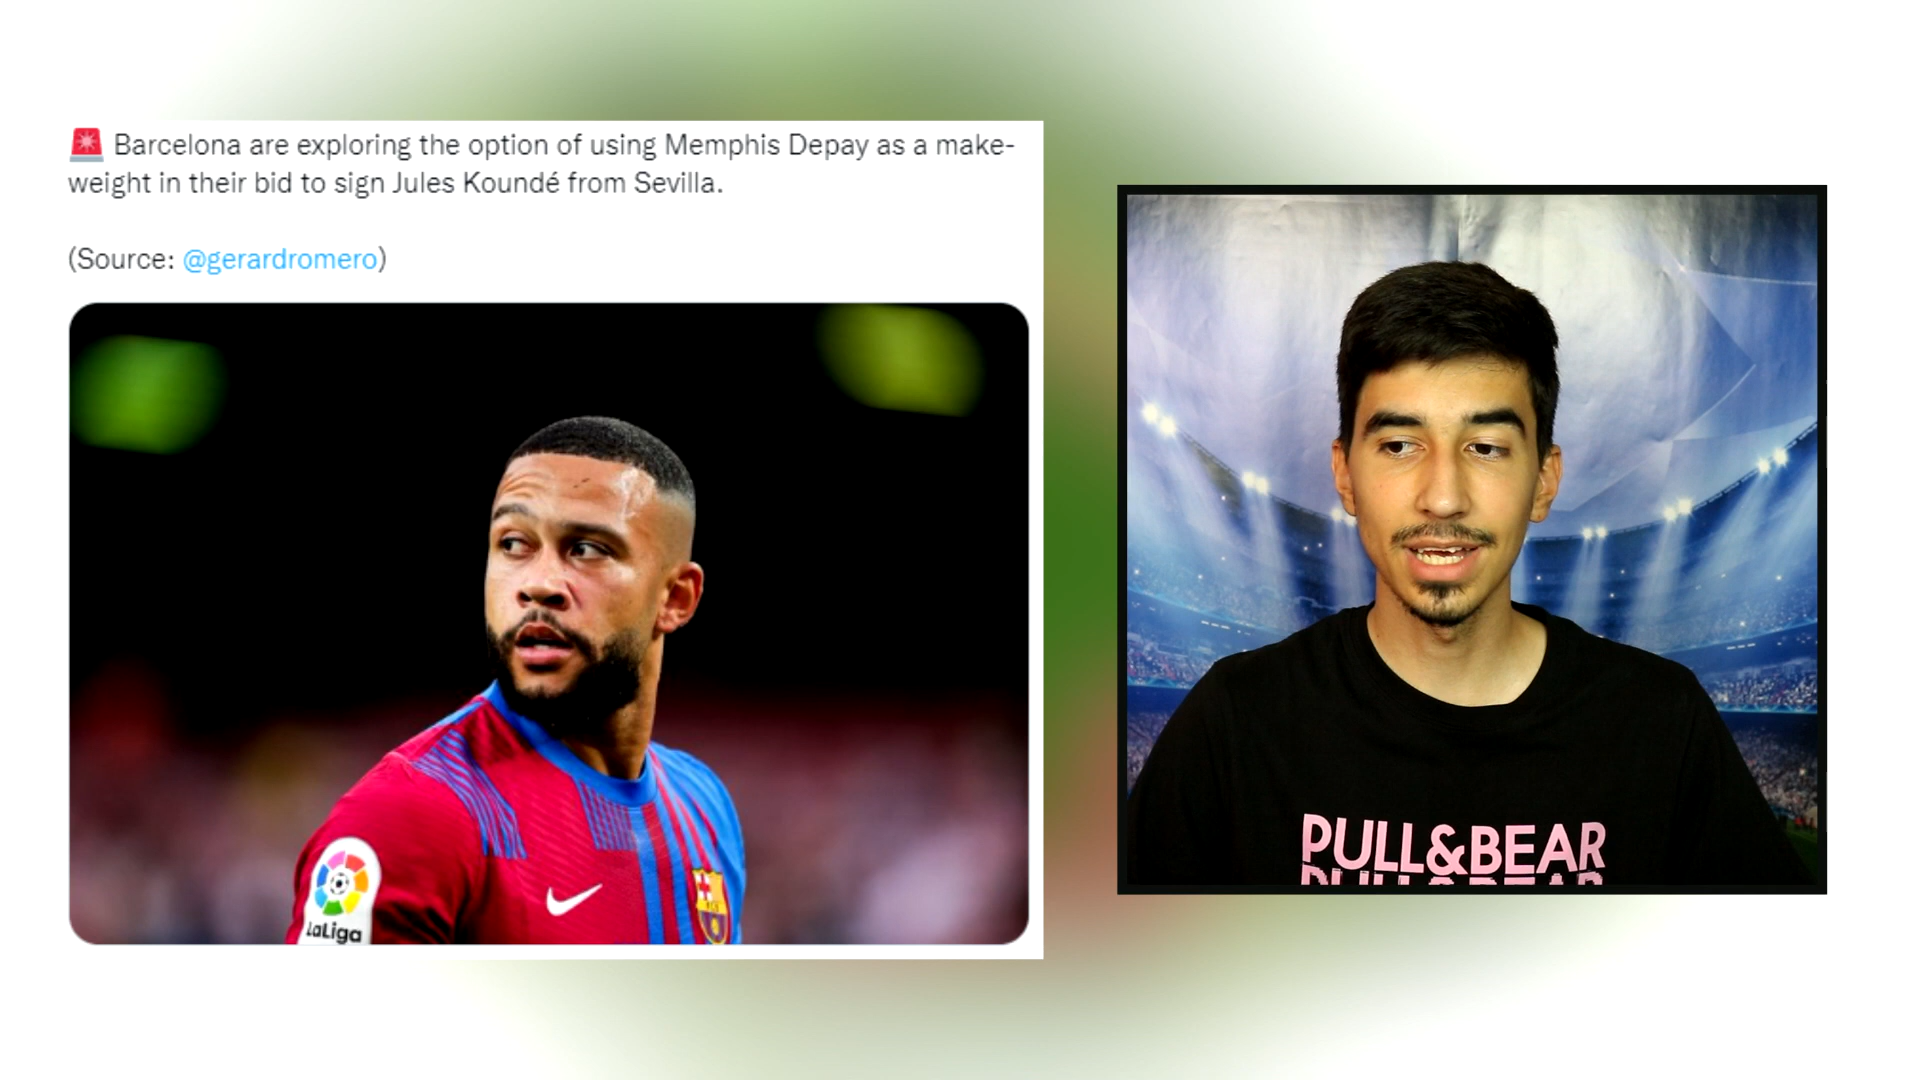 🚨 Barcelona are exploring the option of using Memphis Depay as a make-
weight in their bid to sign Jules Koundé from Sevilla.
(Source: @gerardromero)
LaLiga
PULL&BEAR